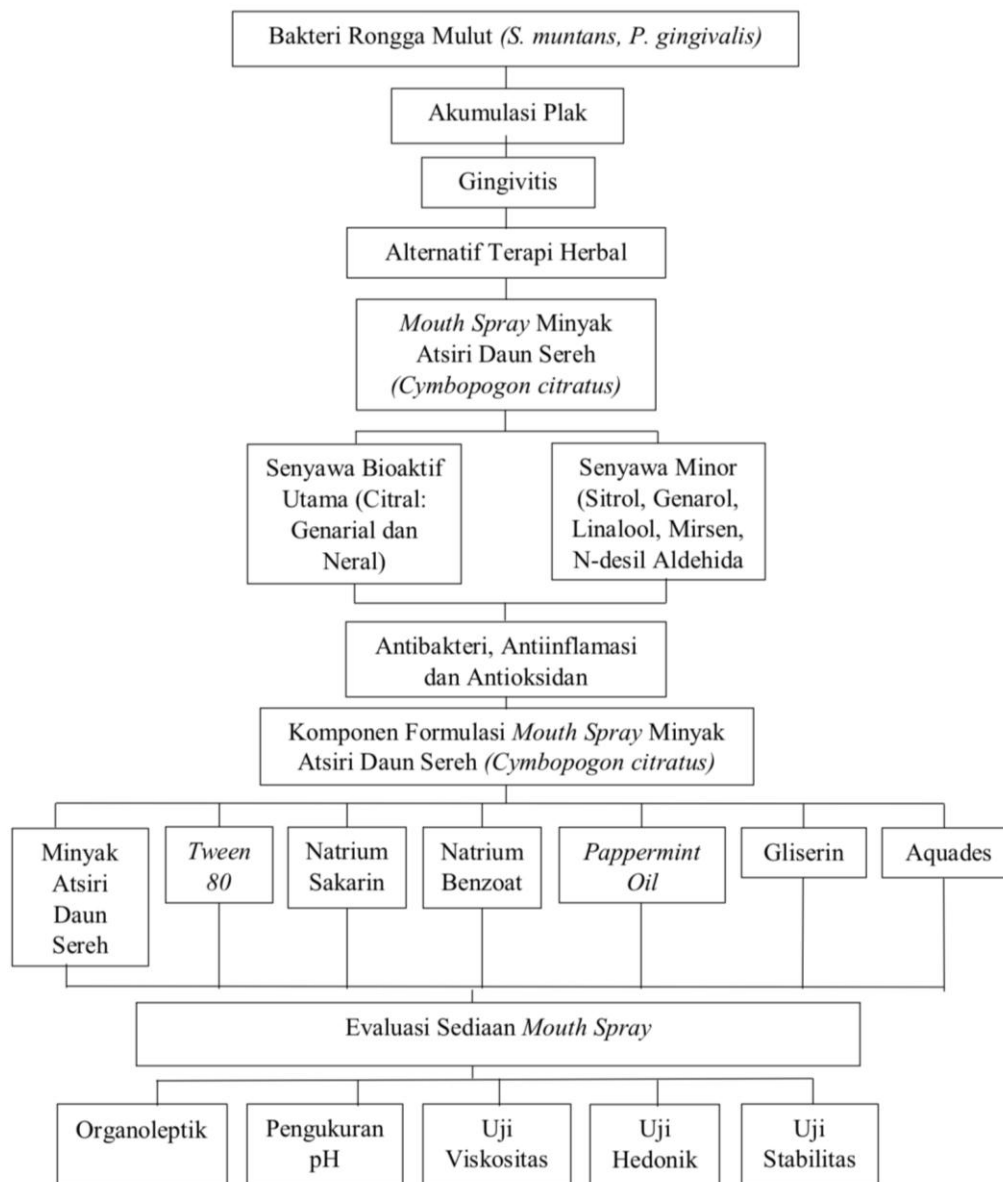 Bakteri Rongga Mulut (S. muntans, P. gingivalis)
Akumulasi Plak
Gingivitis
Alternatif Terapi Herbal
Mouth Spray Minyak
Atsiri Daun Sereh
(Cymbopogon citratus)
Senyawa Bioaktif
Utama (Citral:
Genarial dan
Neral)
Senyawa Minor
(Sitrol, Genarol,
Linalool, Mirsen,
N-desil Aldehida
Antibakteri, Antiinflamasi
dan Antioksidan
Komponen Formulasi Mouth Spray Minyak
Atsiri Daun Sereh (Cymbopogon citratus)
Minyak
Atsiri
Daun
Sereh
Tween
80
Natrium
Sakarin
Natrium
Benzoat
Pappermint
Oil
Gliserin
Aquades
Evaluasi Sediaan Mouth Spray
Organoleptik
Pengukuran
pH
Uji
Viskositas
Uji
Hedonik
Uji
Stabilitas